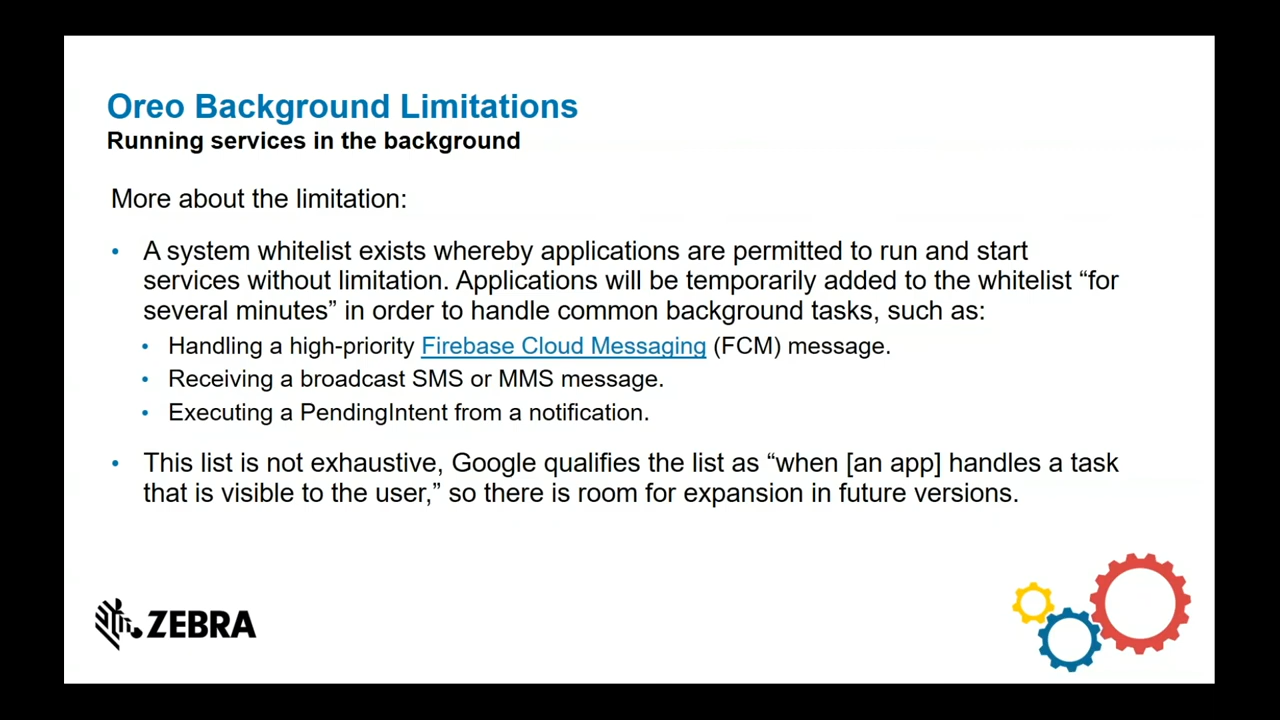 Oreo Background Limitations
Running services in the background
More about the limitation:
• A system whitelist exists whereby applications are permitted to run and start
services without limitation. Applications will be temporarily added to the whitelist “for
several minutes” in order to handle common background tasks, such as:
• Handling a high-priority Firebase Cloud Messaging (FCM) message.
• Receiving a broadcast SMS or MMS message.
• Executing a PendingIntent from a notification.
• This list is not exhaustive, Google qualifies the list as “when [an app] handles a task
that is visible to the user,” so there is room for expansion in future versions.
ZEBRA